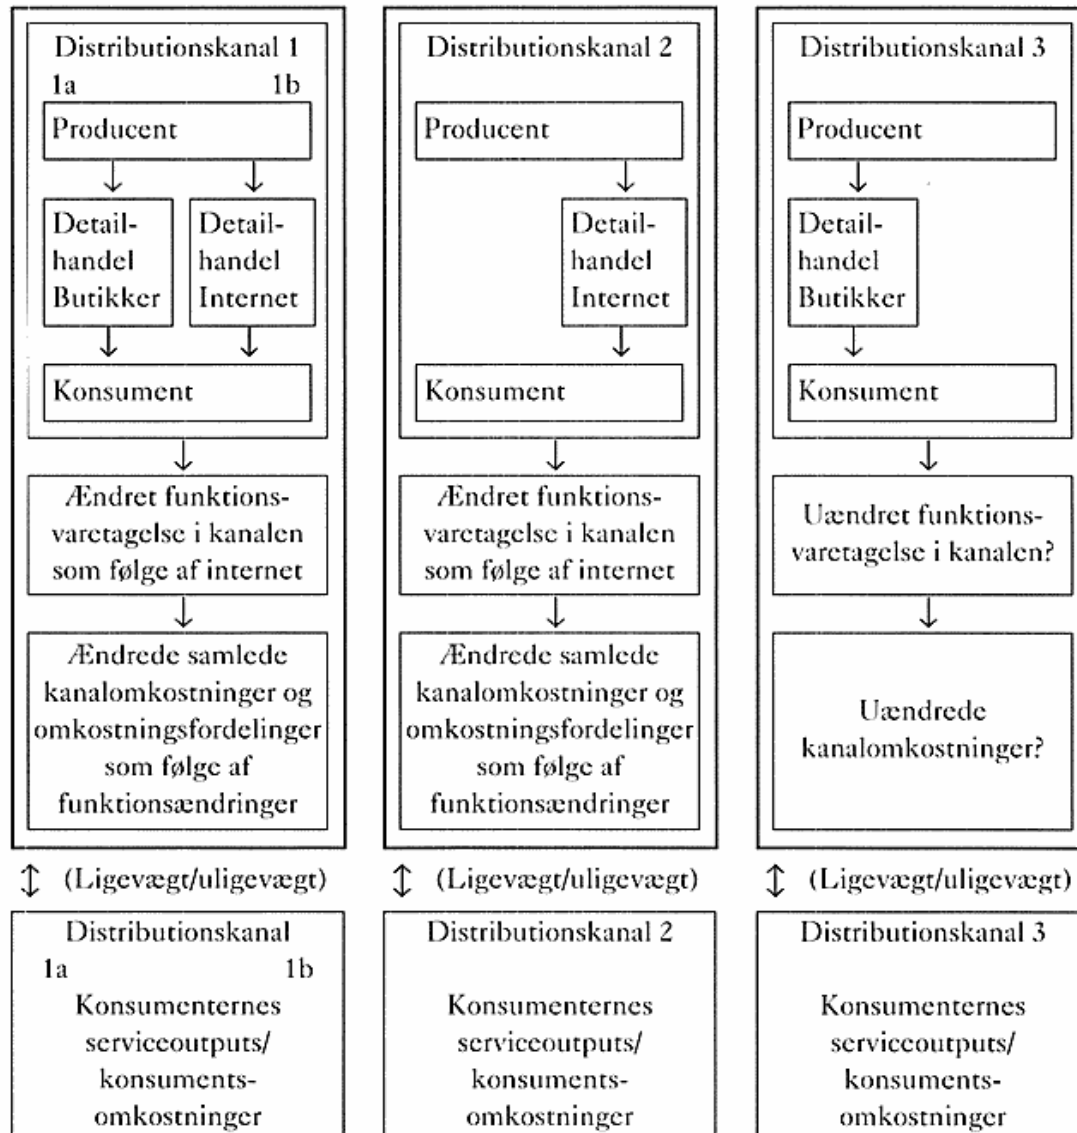 Distributionskanal 1
1a 1b
Producent
Detail-
handel
Butikker
Detail-
handel
Internet
Konsument
Ændret funktions-
varetagelse i kanalen
som følge af internet
Ændrede samlede
kanalomkostninger og
omkostningsfordelinger
som følge af
funktionsændringer
(Ligevægt/uligevægt)
Distributionskanal
1a 1b
Konsumenternes
serviceoutputs/
konsuments-
omkostninger
Distributionskanal 2
Producent
Detail-
handel
Internet
Konsument
Ændret funktions-
varetagelse i kanalen
som følge af internet
Ændrede samlede
kanalomkostninger og
omkostningsfordelinger
som følge af
funktionsændringer
(Ligevægt/uligevægt)
Distributionskanal 2
Konsumenternes
serviceoutputs/
konsuments-
omkostninger
Distributionskanal 3
Producent
Detail-
handel
Butikker
Konsument
Uændret funktions-
varetagelse i kanalen?
Uændrede
kanalomkostninger?
(Ligevægt/uligevægt)
Distributionskanal 3
Konsumenternes
serviceoutputs/
konsuments-
omkostninger